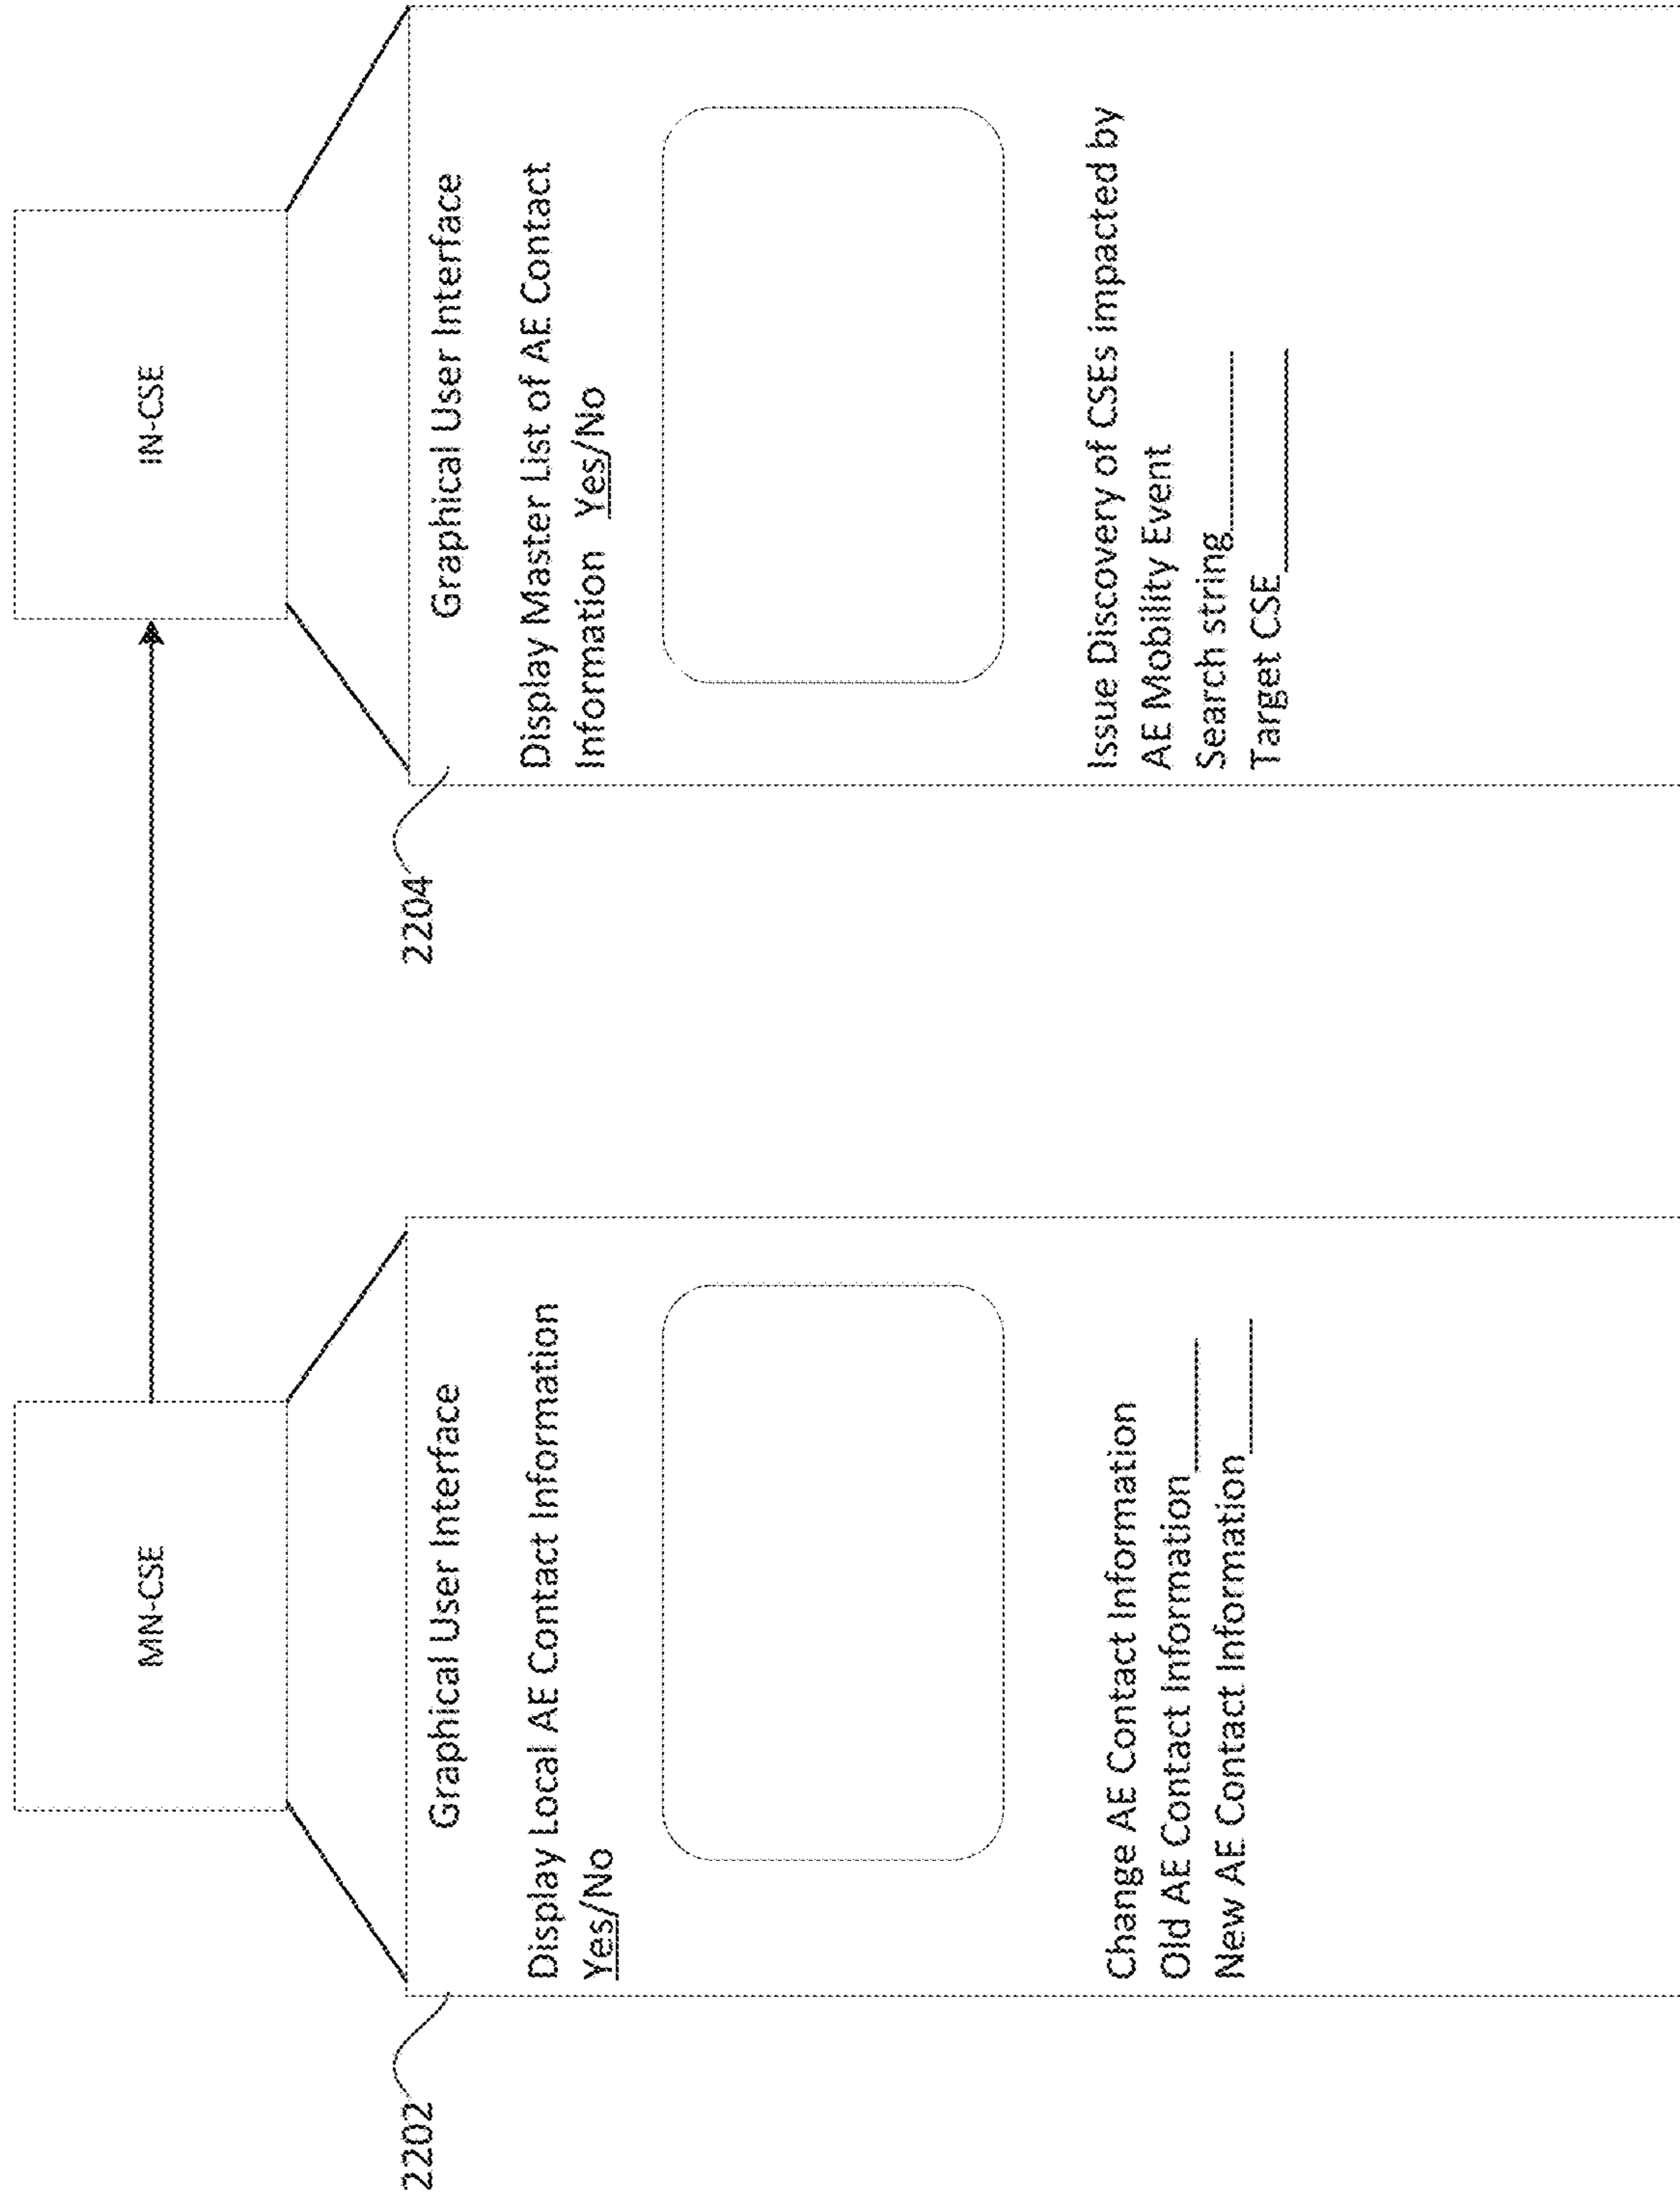 MN-CSE
IN-CSE
2202
Graphical User Interface
Display Local AE Contact Information
Yes/No
Change AE Contact Information
Old AE Contact Information
New AE Contact Information
2204
Graphical User Interface
Display Master List of AE Contact
Information Yes/No
Issue Discovery of CSEs impacted by
AE Mobility Event
Search string
Target CSE